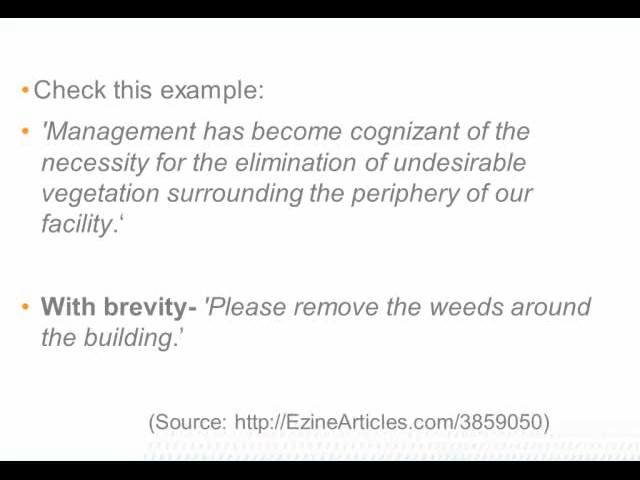 •Check this example:
• 'Management has become cognizant of the
necessity for the elimination of undesirable
vegetation surrounding the periphery of our
facility.‘
• With brevity- 'Please remove the weeds around
the building.’
(Source: http://EzineArticles.com/3859050)